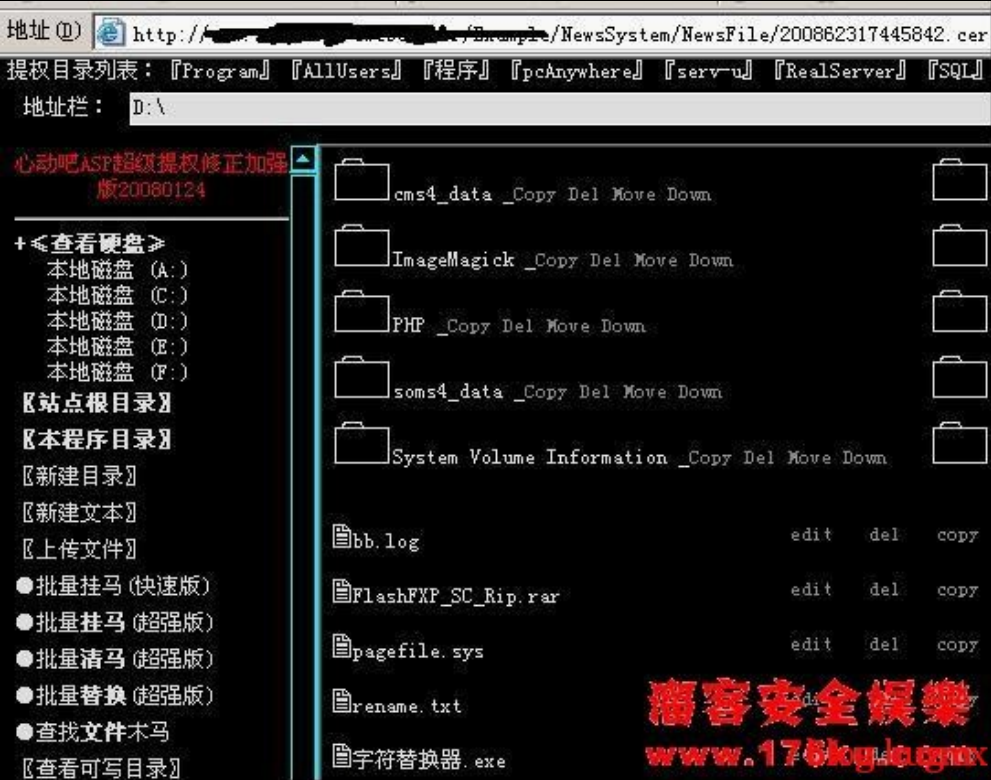 地址(D) http:// /Example/NewsSystem/NewsFile/200862317445842.cer
提权目录列表：『Program』 『AllUsers』 『程序』 『pcAnywhere』 『serv-u』 『RealServer』 『SQL』
地址栏： D:\
心动吧ASP超级提权修正加强
版20080124
+≪查看硬盘≫
本地磁盘 (A:)
本地磁盘 (C:)
本地磁盘 (D:)
本地磁盘 (E:)
本地磁盘 (F:)
〖站点根目录〗
〖本程序目录〗
〖新建目录〗
〖新建文本〗
〖上传文件〗
●批量挂马(快速版)
●批量挂马(超强版)
●批量清马(超强版)
●批量替换(超强版)
●查找文件木马
〖查看可写目录〗
cms4_data _Copy Del Move Down
ImageMagick _Copy Del Move Down
PHP _Copy Del Move Down
soms4_data _Copy Del Move Down
System Volume Information _Copy Del Move Down
bb.log edit del copy
FlashFXP_SC_Rip.rar edit del copy
pagefile.sys edit del copy
rename.txt
字符替换器.exe
安全娱樂